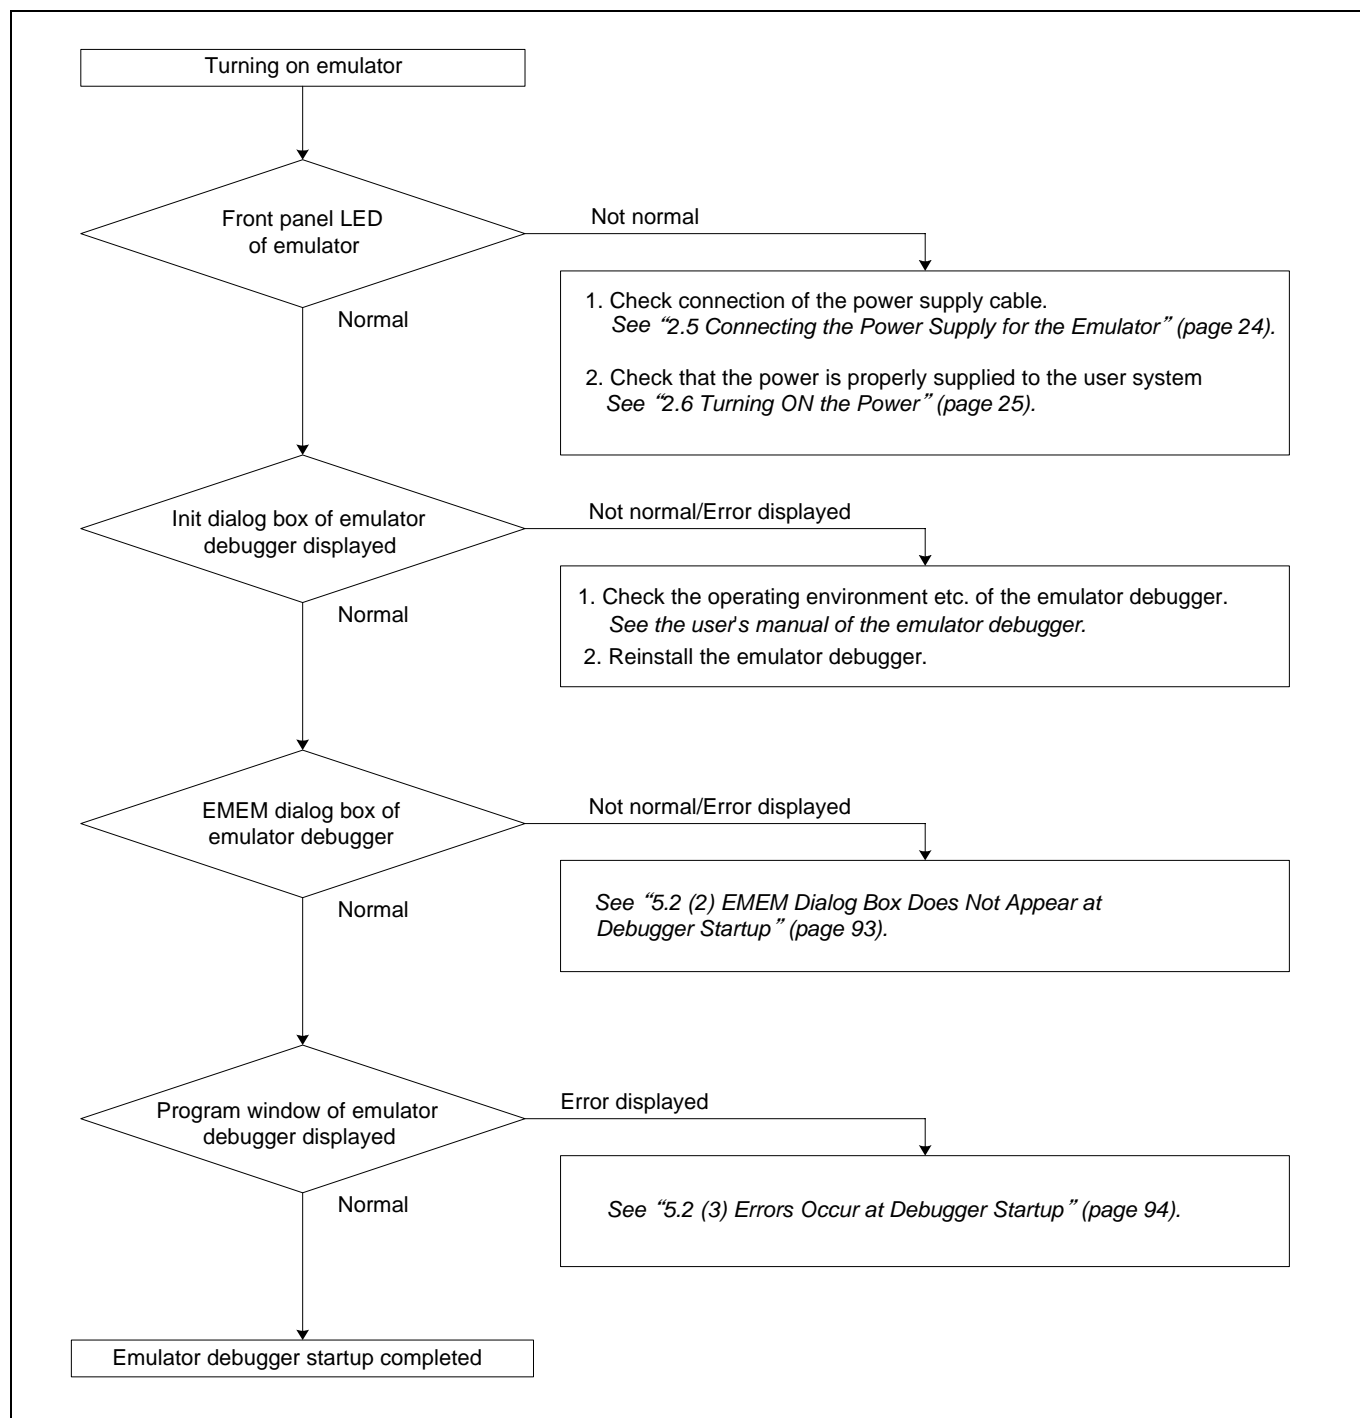 Turning on emulator
Front panel LED
of emulator
Not normal
Normal
1. Check connection of the power supply cable.
See “2.5 Connecting the Power Supply for the Emulator” (page 24).
2. Check that the power is properly supplied to the user system
See “2.6 Turning ON the Power” (page 25).
Init dialog box of emulator
debugger displayed
Not normal/Error displayed
Normal
1. Check the operating environment etc. of the emulator debugger.
See the user's manual of the emulator debugger.
2. Reinstall the emulator debugger.
EMEM dialog box of
emulator debugger
Not normal/Error displayed
Normal
See “5.2 (2) EMEM Dialog Box Does Not Appear at
Debugger Startup” (page 93).
Program window of emulator
debugger displayed
Error displayed
Normal
See “5.2 (3) Errors Occur at Debugger Startup” (page 94).
Emulator debugger startup completed